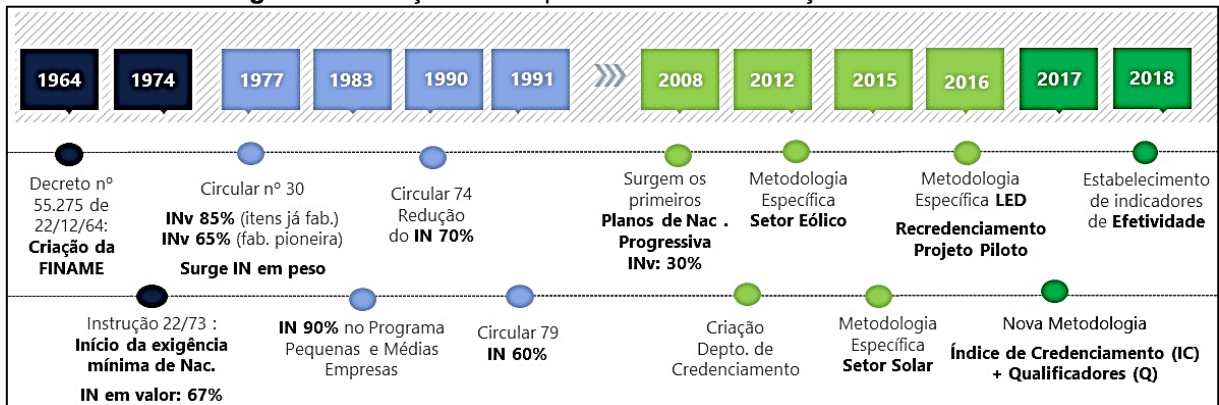 1964
1974
1977
1983
1990
1991
2008
2012
2015
2016
2017
2018
Decreto nº
55.275 de
22/12/64:
Criação da
FINAME
Circular nº 30
INv 85% (itens já fab.)
INv 65% (fab. pioneira)
Surge IN em peso
Circular 74
Redução
do IN 70%
Surgem os
primeiros
Planos de Nac .
Progressiva
INv: 30%
Metodologia
Específica
Setor Eólico
Metodologia
Específica LED
Recredenciamento
Projeto Piloto
Estabelecimento
de indicadores
de Efetividade
Instrução 22/73 :
Início da exigência
mínima de Nac.
IN em valor: 67%
IN 90% no Programa
Pequenas e Médias
Empresas
Circular 79
IN 60%
Criação
Depto. de
Credenciamento
Metodologia
Específica
Setor Solar
Nova Metodologia
Índice de Credenciamento (IC)
+ Qualificadores (Q)